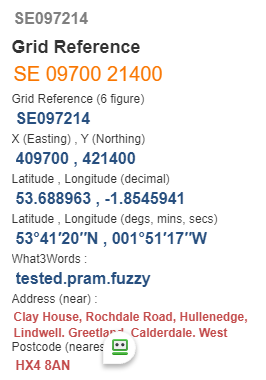 SE097214
Grid Reference
SE 09700 21400
Grid Reference (6 figure)
SE097214
X (Easting) , Y (Northing)
409700 , 421400
Latitude , Longitude (decimal)
53.688963 , -1.8545941
Latitude , Longitude (degs, mins, secs)
53°41′20″N , 001°51′17″W
What3Words :
tested.pram.fuzzy
Address (near) :
Clay House, Rochdale Road, Hullenedge,
Lindwell, Greetland, Calderdale, West
Postcode (neares
HX4 8AN